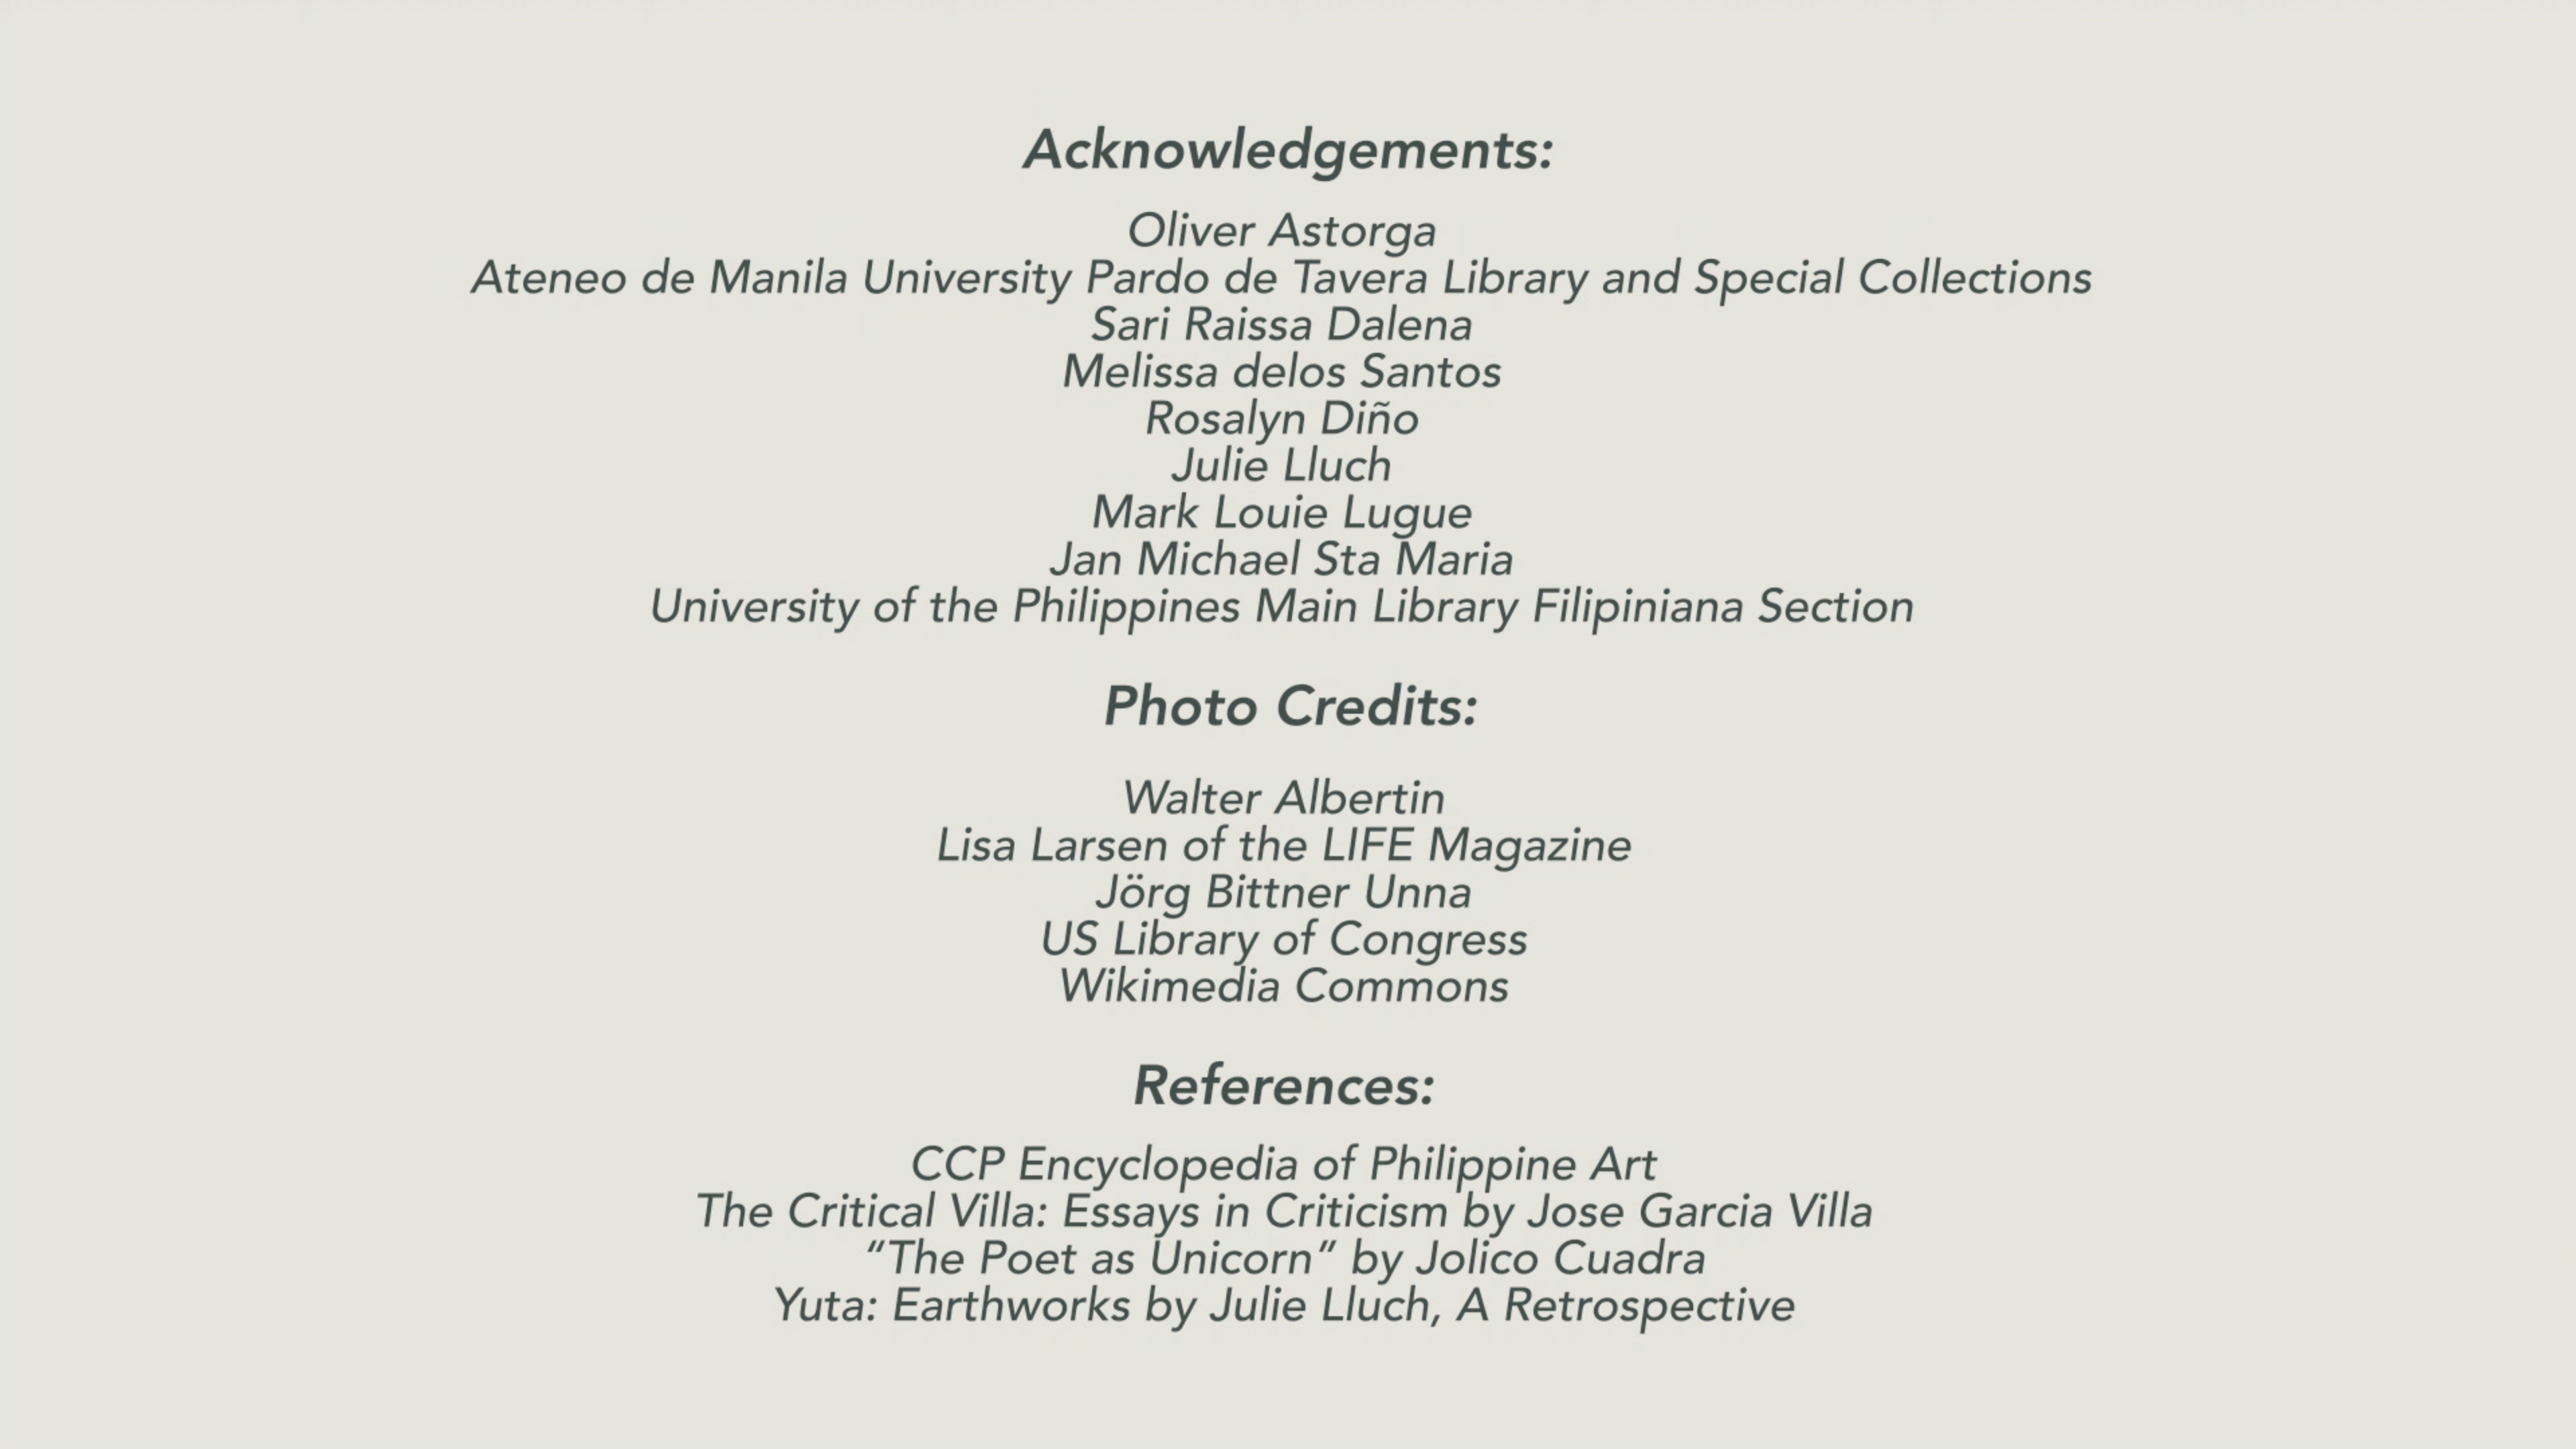 Acknowledgements:
Oliver Astorga
Ateneo de Manila University Pardo de Tavera Library and Special Collections
Sari Raissa Dalena
Melissa delos Santos
Rosalyn Diño
Julie Lluch
Mark Louie Lugue
Jan Michael Sta Maria
University of the Philippines Main Library Filipiniana Section
Photo Credits:
Walter Albertin
Lisa Larsen of the LIFE Magazine
Jörg Bittner Unna
US Library of Congress
Wikimedia Commons
References:
CCP Encyclopedia of Philippine Art
The Critical Villa: Essays in Criticism by Jose Garcia Villa
“The Poet as Unicorn” by Jolico Cuadra
Yuta: Earthworks by Julie Lluch, A Retrospective